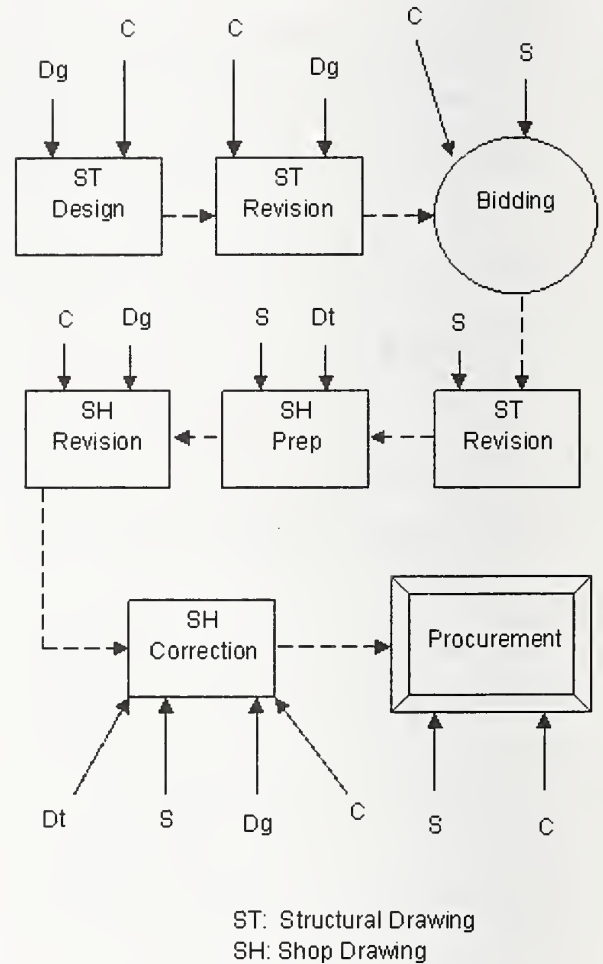 C
C
C
S
Dg
Dg
ST
Design
ST
Revision
Bidding
C
Dg
S
Dt
S
SH
Revision
SH
Prep
ST
Revision
SH
Correction
Procurement
Dt
S
Dg
C
S
C
ST: Structural Drawing
SH: Shop Drawing